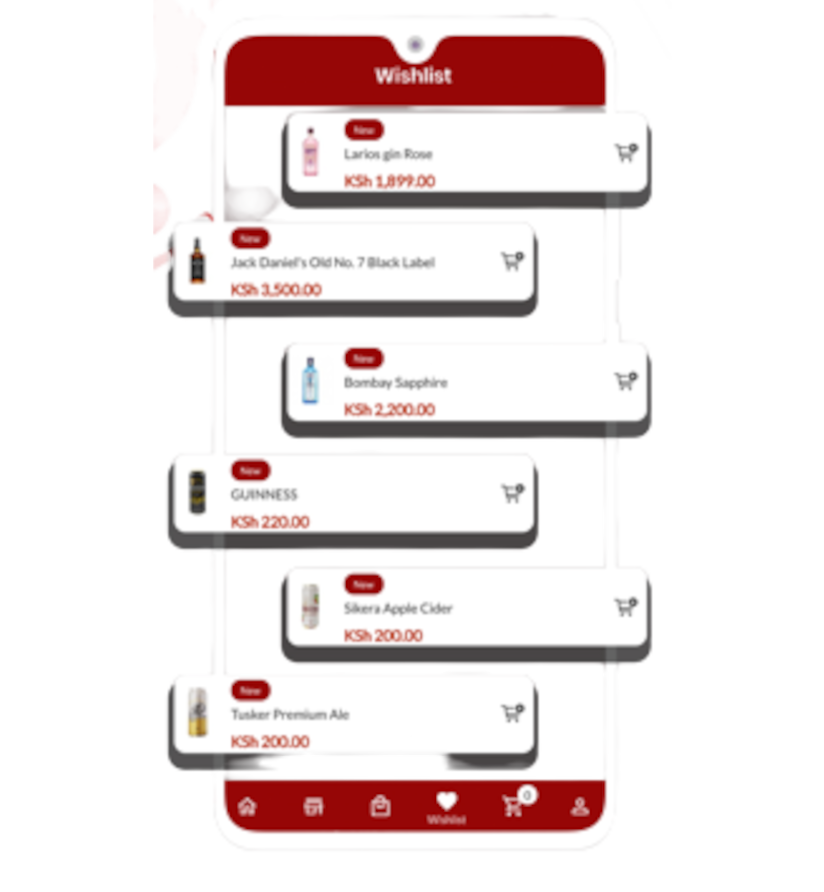 Wishlist
New
Larios gin Rose
KSh 1,899.00
New
Jack Daniel's Old No. 7 Black Label
KSh 3,500.00
New
Bombay Sapphire
KSh 2,200.00
New
GUINNESS
KSh 220.00
New
Sikera Apple Cider
KSh 200.00
New
Tusker Premium Ale
KSh 200.00
0
Wishlist